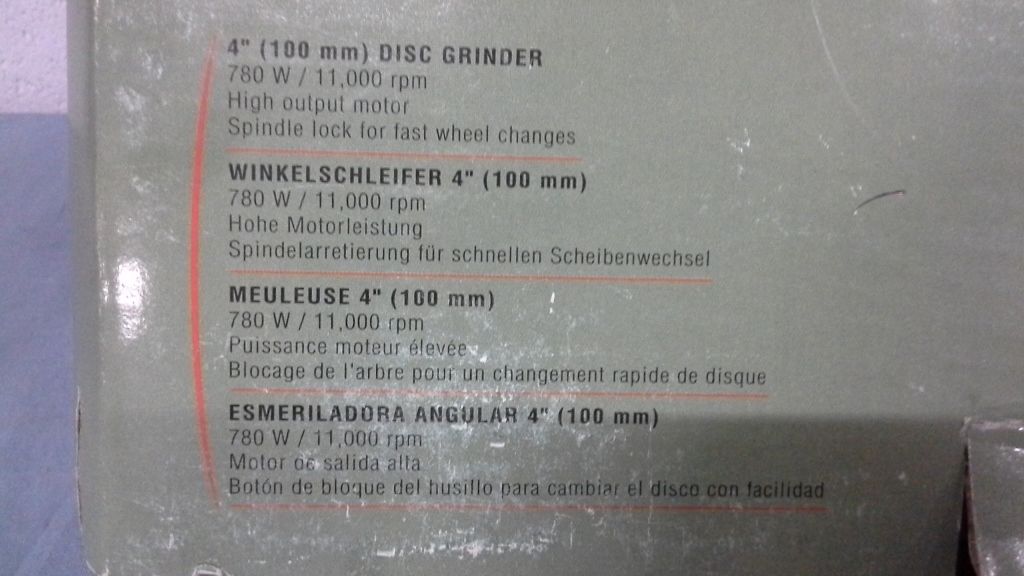 4" (100 mm) DISC GRINDER
780 W / 11,000 rpm
High output motor
Spindle lock for fast wheel changes
WINKELSCHLEIFER 4" (100 mm)
780 W / 11,000 rpm
Hohe Motorleistung
Spindelarretierung für schnellen Scheibenwechsel
MEULEUSE 4" (100 mm)
780 W / 11,000 rpm
Puissance moteur élevée
Blocage de l'arbre pour un changement rapide de disque
ESMERILADORA ANGULAR 4" (100 mm)
780 W / 11,000 rpm
Motor de salida alta
Botón de bloque del husillo para cambiar el disco con facilidad